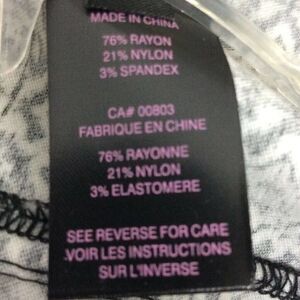 MADE IN CHINA
76% RAYON
21% NYLON
3% SPANDEX
CA# 00803
FABRIQUE EN CHINE
76% RAYONNE
21% NYLON
3% ELASTOMERE
SEE REVERSE FOR CARE
VOIR LES INSTRUCTIONS
SUR L'INVERSE